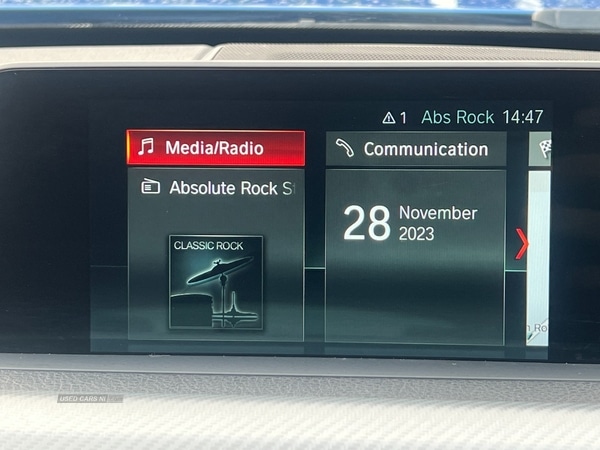 1 Abs Rock 14:47
Media/Radio
Communication
Absolute Rock S
CLASSIC ROCK
28 November
2023
USED CARS NI